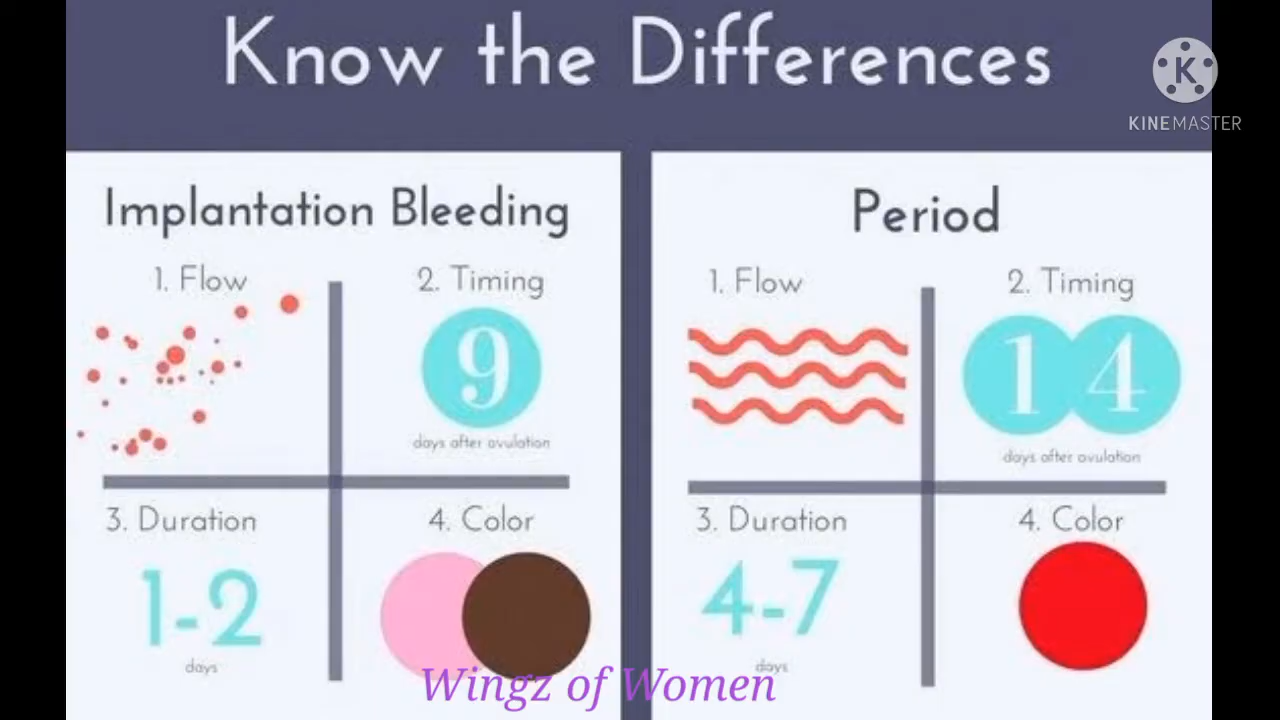 Know the Differences
KINEMASTER
Implantation Bleeding
1. Flow
2. Timing
9
days after ovulation
3. Duration
1-2
days
4. Color
Period
1. Flow
2. Timing
14
days after ovulation
3. Duration
4-7
days
4. Color
Wingz of Women